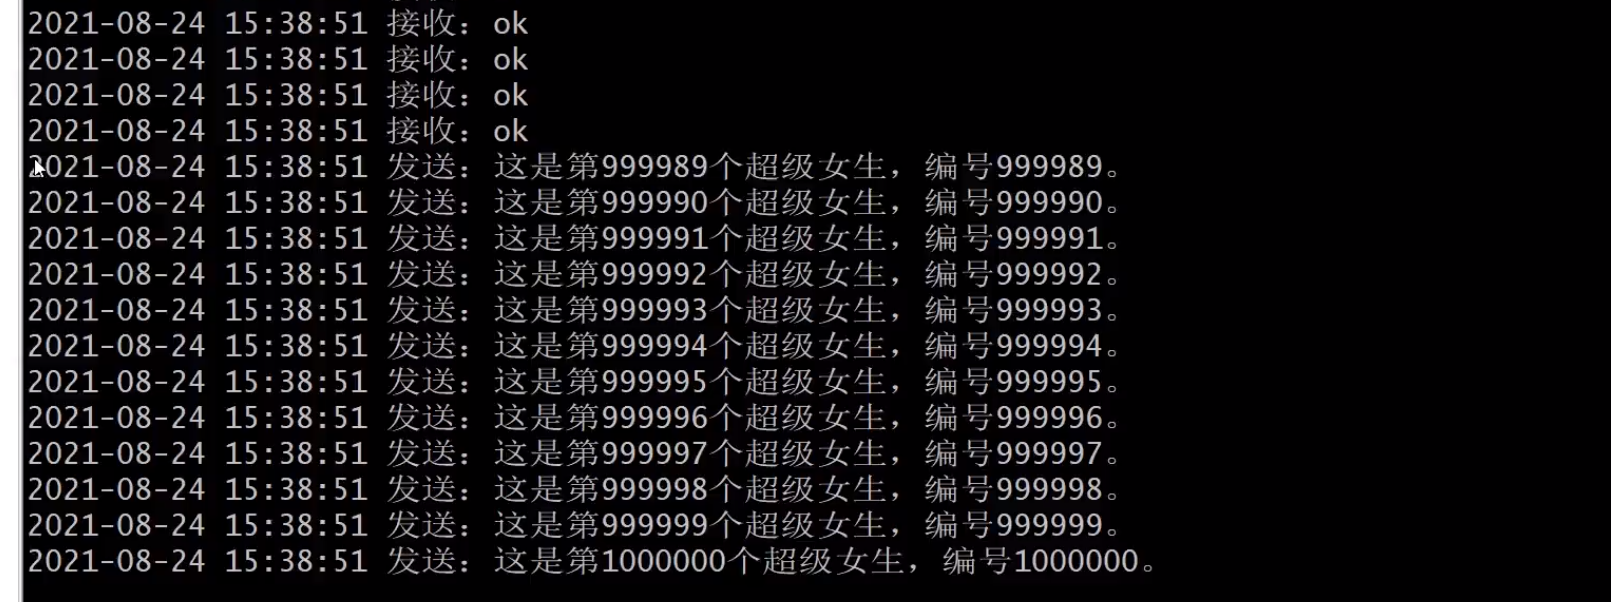 2021-08-24 15:38:51 接收：ok
2021-08-24 15:38:51 接收：ok
2021-08-24 15:38:51 接收：ok
2021-08-24 15:38:51 接收：ok
2021-08-24 15:38:51 发送：这是第999989个超级女生，编号999989。
2021-08-24 15:38:51 发送：这是第999990个超级女生，编号999990。
2021-08-24 15:38:51 发送：这是第999991个超级女生，编号999991。
2021-08-24 15:38:51 发送：这是第999992个超级女生，编号999992。
2021-08-24 15:38:51 发送：这是第999993个超级女生，编号999993。
2021-08-24 15:38:51 发送：这是第999994个超级女生，编号999994。
2021-08-24 15:38:51 发送：这是第999995个超级女生，编号999995。
2021-08-24 15:38:51 发送：这是第999996个超级女生，编号999996。
2021-08-24 15:38:51 发送：这是第999997个超级女生，编号999997。
2021-08-24 15:38:51 发送：这是第999998个超级女生，编号999998。
2021-08-24 15:38:51 发送：这是第999999个超级女生，编号999999。
2021-08-24 15:38:51 发送：这是第1000000个超级女生，编号1000000。